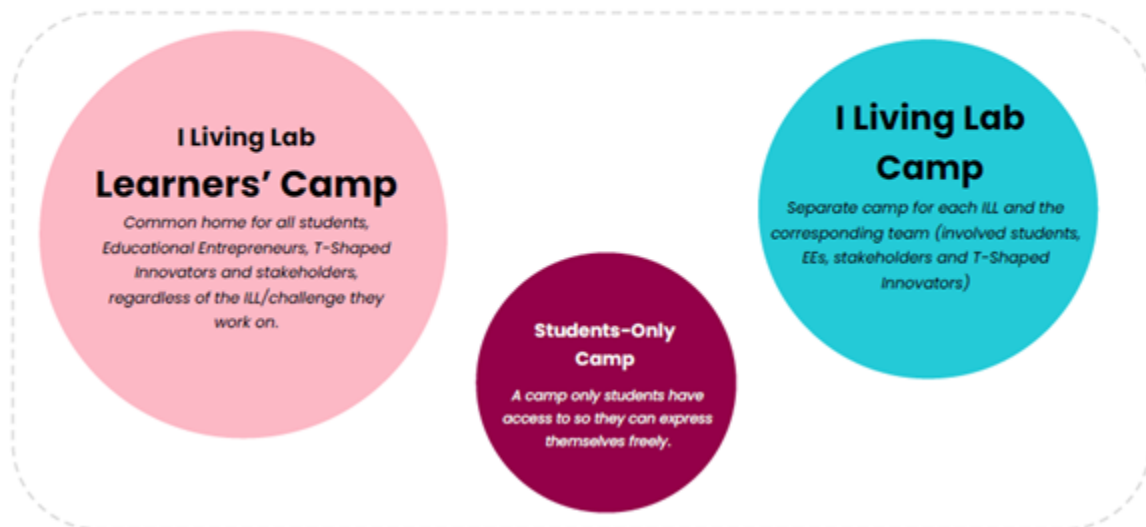 I Living Lab
Learners' Camp
Common home for all students,
Educational Entrepreneurs, T-Shaped
Innovators and stakeholders,
regardless of the ILL/challenge they
work on.
Students-Only
Camp
A camp only students have
access to so they can express
themselves freely.
I Living Lab
Camp
Separate camp for each ILL and the
corresponding team (involved students,
EEs, stakeholders and T-Shaped
Innovators)